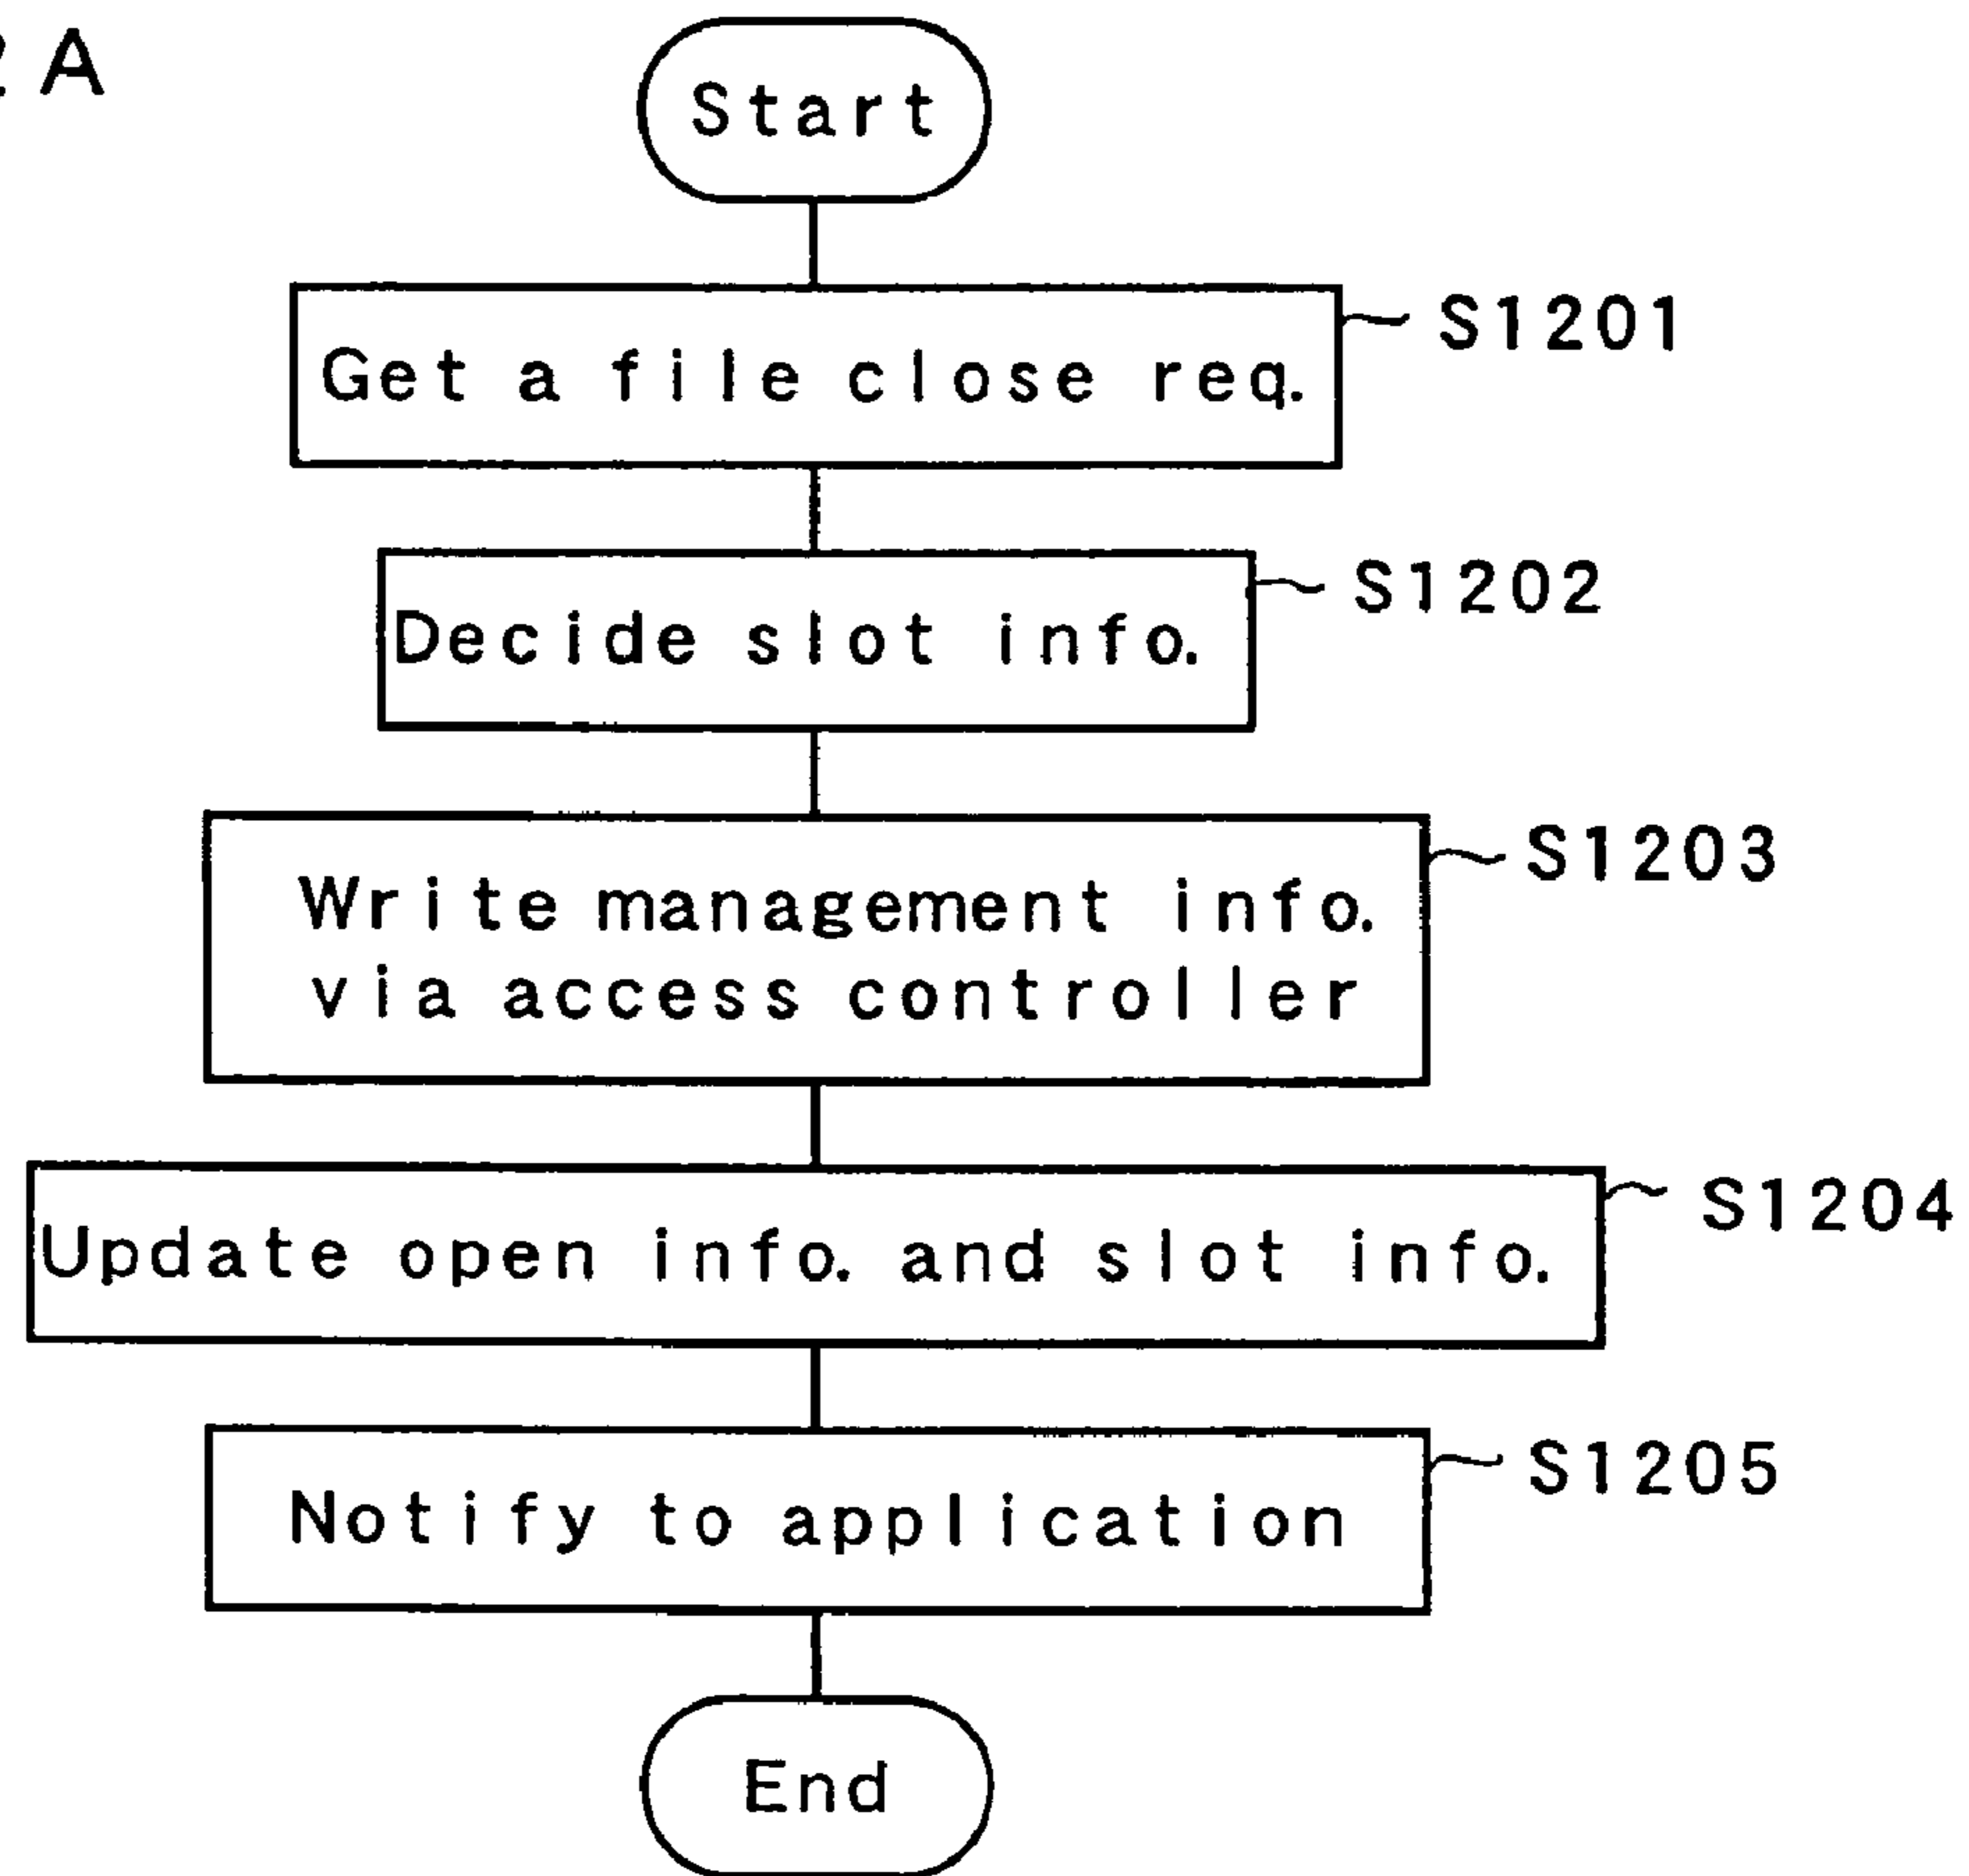 2A
Start
Get a file close req.
S1201
Decide slot info.
S1202
Write management info.
via access controller
S1203
Update open info. and slot info.
S1204
Notify to application
S1205
End